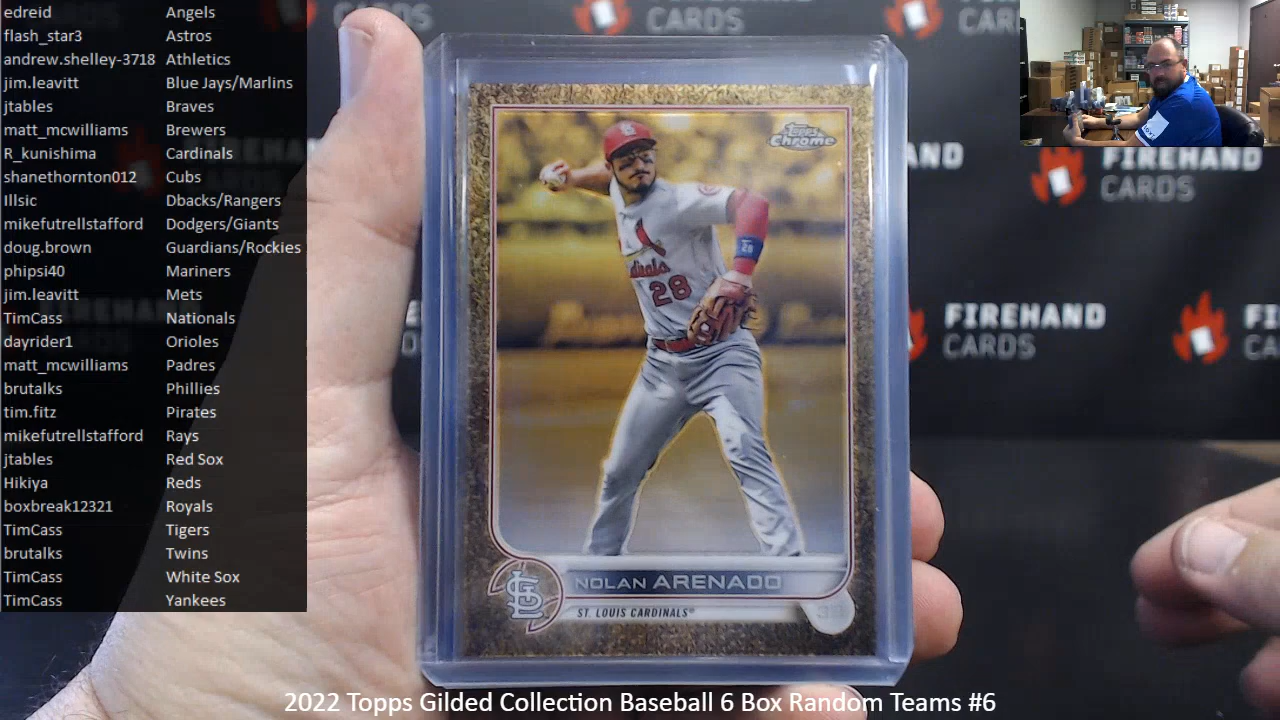 edreid Angels
flash_star3 Astros
andrew.shelley-3718 Athletics
jim.leavitt Blue Jays/Marlins
jtables Braves
matt_mcwilliams Brewers
R_kunishima Cardinals
shanethornton012 Cubs
Illsic Dbacks/Rangers
mikefutrellstafford Dodgers/Giants
doug.brown Guardians/Rockies
phipsi40 Mariners
jim.leavitt Mets
TimCass Nationals
dayrider1 Orioles
matt_mcwilliams Padres
brutalks Phillies
tim.fitz Pirates
mikefutrellstafford Rays
jtables Red Sox
Hikiya Reds
boxbreak12321 Royals
TimCass Tigers
brutalks Twins
TimCass White Sox
TimCass Yankees
CARDS
CARDS
Topps
Chrome
28
28
NOLAN ARENADO
ST. LOUIS CARDINALS®
3B
FIREHAND
CARDS
FIREHAND
CARDS
2022 Topps Gilded Collection Baseball 6 Box Random Teams #6